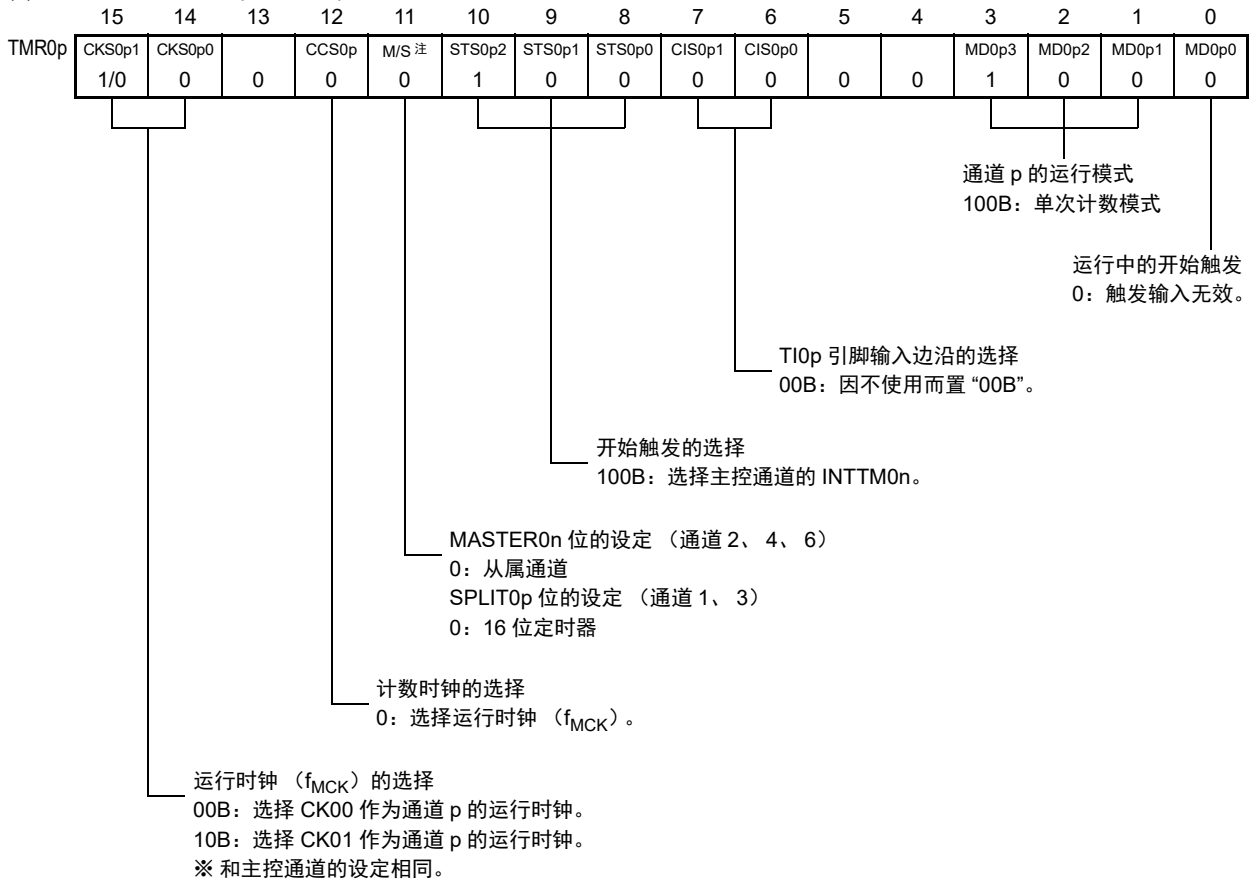 15 14 13 12 11 10 9 8 7 6 5 4 3 2 1 0
TMR0p CKS0p1 CKS0p0 CCS0p M/S 注 STS0p2 STS0p1 STS0p0 CIS0p1 CIS0p0 MD0p3 MD0p2 MD0p1 MD0p0
1/0 0 0 0 0 1 0 0 0 0 0 0 1 0 0 0
通道 p 的运行模式
100B：单次计数模式
运行中的开始触发
0：触发输入无效。
TI0p 引脚输入边沿的选择
00B：因不使用而置 “00B”。
开始触发的选择
100B：选择主控通道的 INTTM0n。
MASTER0n 位的设定 （通道 2、 4、 6）
0：从属通道
SPLIT0p 位的设定 （通道 1、 3）
0：16 位定时器
计数时钟的选择
0：选择运行时钟 （fMCK）。
运行时钟 （fMCK）的选择
00B：选择 CK00 作为通道 p 的运行时钟。
10B：选择 CK01 作为通道 p 的运行时钟。
※ 和主控通道的设定相同。